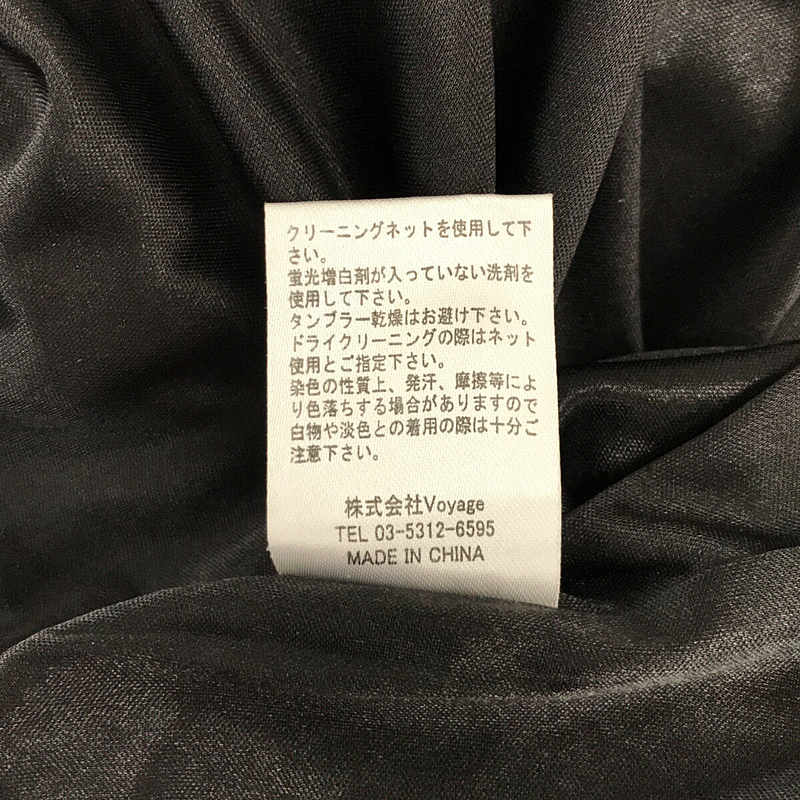 クリーニングネットを使用して下
さい。
蛍光増白剤が入っていない洗剤を
使用して下さい。
タンブラー乾燥はお避け下さい。
ドライクリーニングの際はネット
使用とご指定下さい。
染色の性質上、発汗、摩擦等によ
り色落ちする場合がありますので
白物や淡色との着用の際は十分ご
注意下さい。
株式会社Voyage
TEL 03-5312-6595
MADE IN CHINA